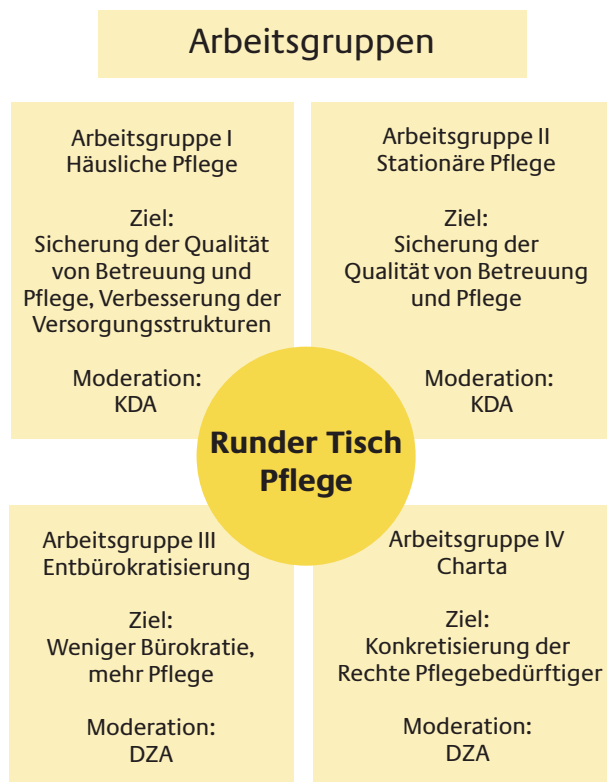 Arbeitsgruppen
Arbeitsgruppe I
Häusliche Pflege
Ziel:
Sicherung der Qualität
von Betreuung und
Pflege, Verbesserung der
Versorgungsstrukturen
Moderation:
KDA
Arbeitsgruppe II
Stationäre Pflege
Ziel:
Sicherung der
Qualität von Betreuung
und Pflege
Moderation:
KDA
Runder Tisch
Pflege
Arbeitsgruppe III
Entbürokratisierung
Ziel:
Weniger Bürokratie,
mehr Pflege
Moderation:
DZA
Arbeitsgruppe IV
Charta
Ziel:
Konkretisierung der
Rechte Pflegebedürftiger
Moderation:
DZA